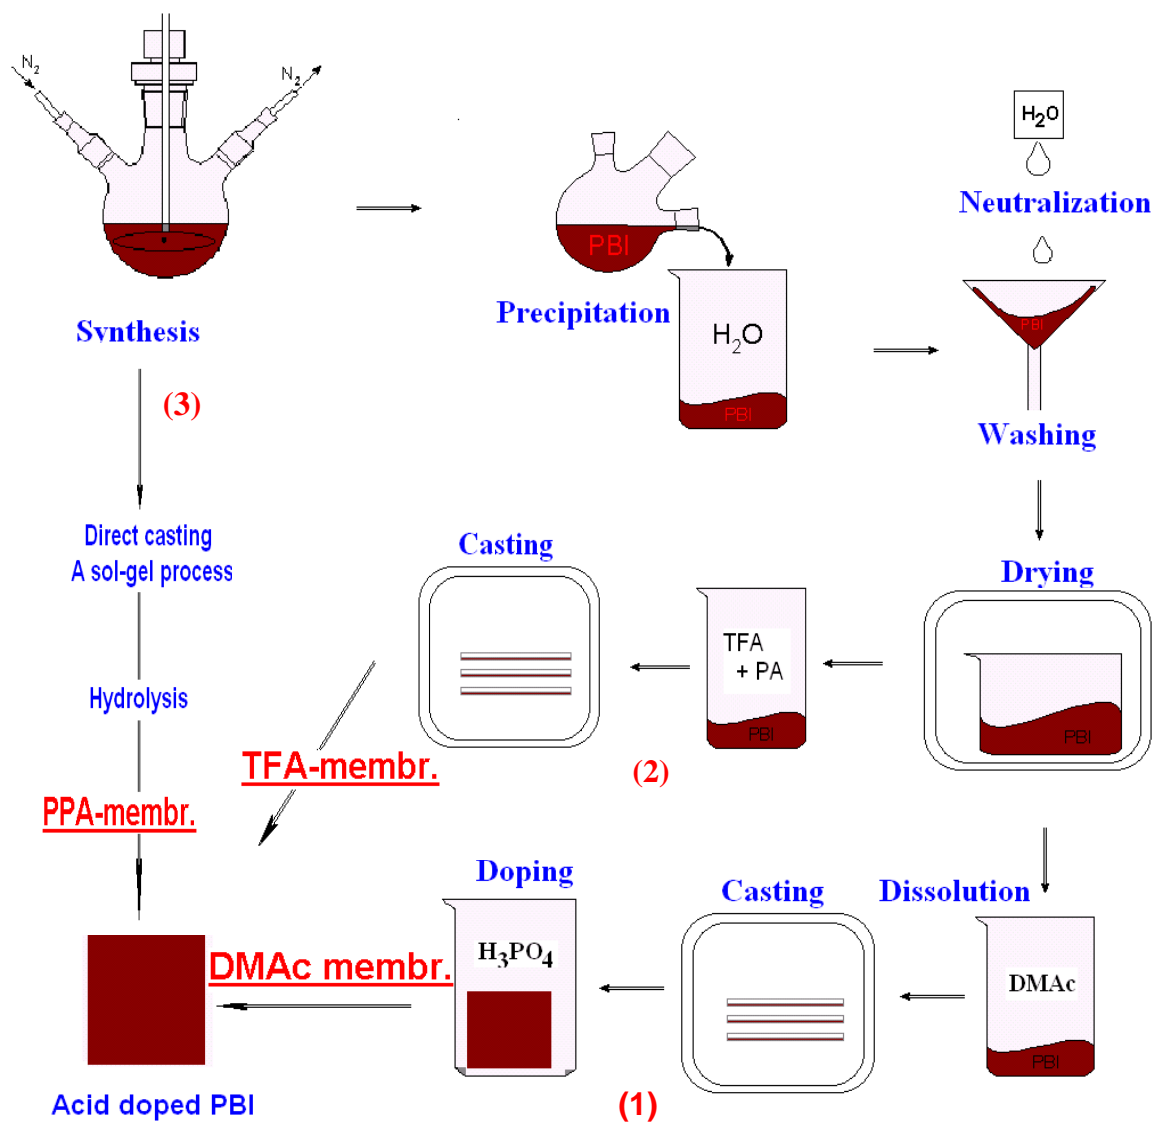 N2
N2
H2O
Neutralization
PBI
Precipitation
H2O
PBI
PBI
Washing
Svnthesis
(3)
Direct casting
A sol-gel process
Hydrolysis
PPA-membr.
Casting
TFA
+ PA
PBI
Drying
PBI
(2)
TFA-membr.
Dissolution
DMAc
PBI
Casting
(1)
Doping
H3PO4
DMAc membr.
Acid doped PBI